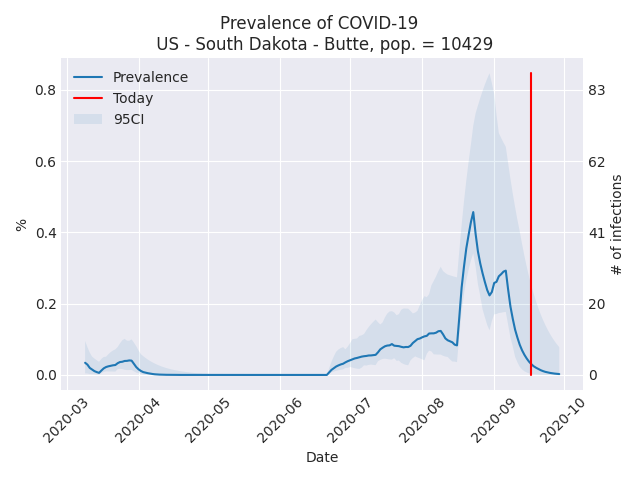 Prevalence of COVID-19
US - South Dakota - Butte, pop. = 10429
Prevalence
Today
95CI
0.8
0.6
0.4
0.2
0.0
%
83
62
41
20
0
# of infections
2020-03
2020-04
2020-05
2020-06
2020-07
2020-08
2020-09
2020-10
Date